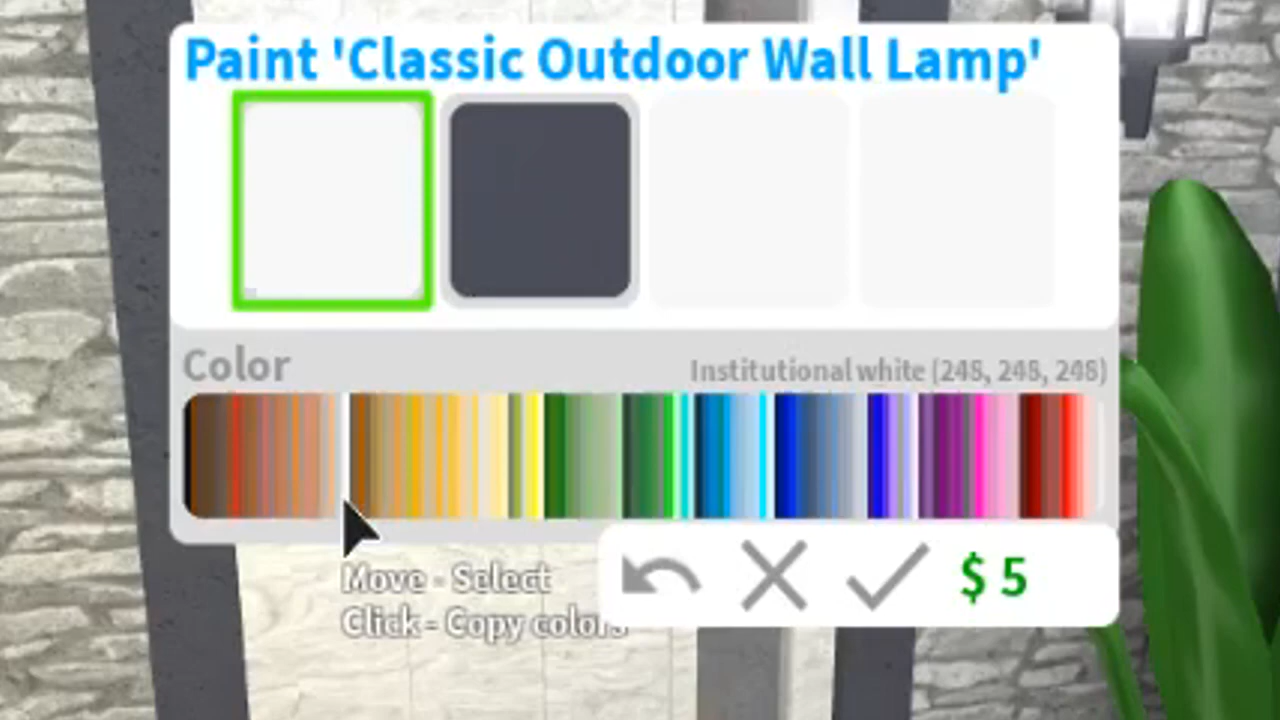 Paint 'Classic Outdoor Wall Lamp'
Color
Institutional white (248, 248, 248)
Move - Select
Click - Copy colors
$ 5